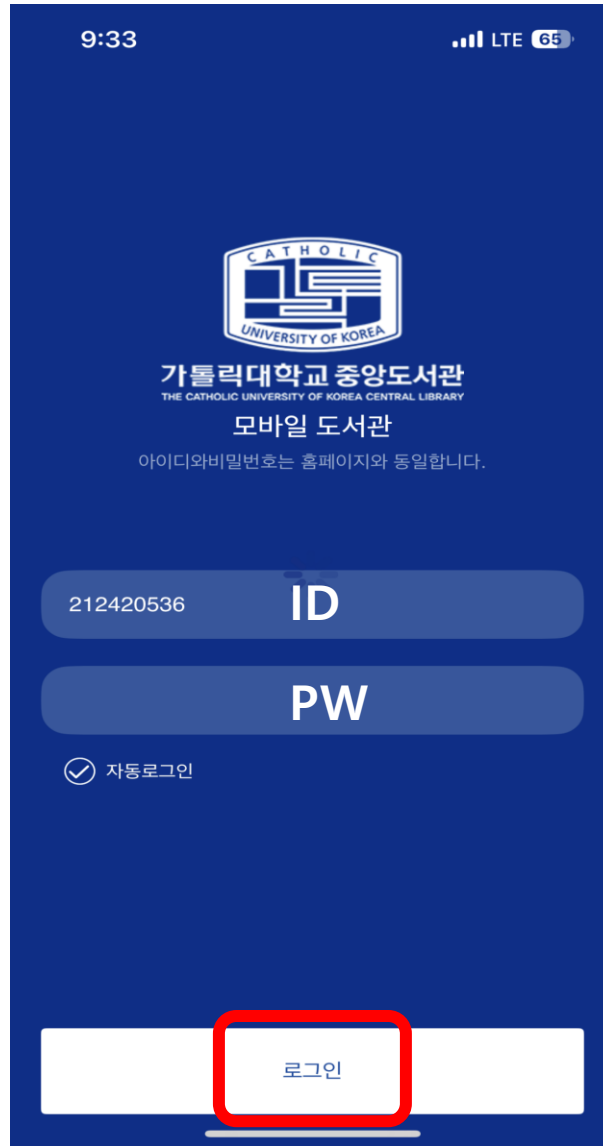 9:33 LTE 65
CATHOLIC
UNIVERSITY OF KOREA
가톨릭대학교 중앙도서관
THE CATHOLIC UNIVERSITY OF KOREA CENTRAL LIBRARY
모바일 도서관
아이디와비밀번호는 홈페이지와 동일합니다.
212420536 ID
PW
자동로그인
로그인